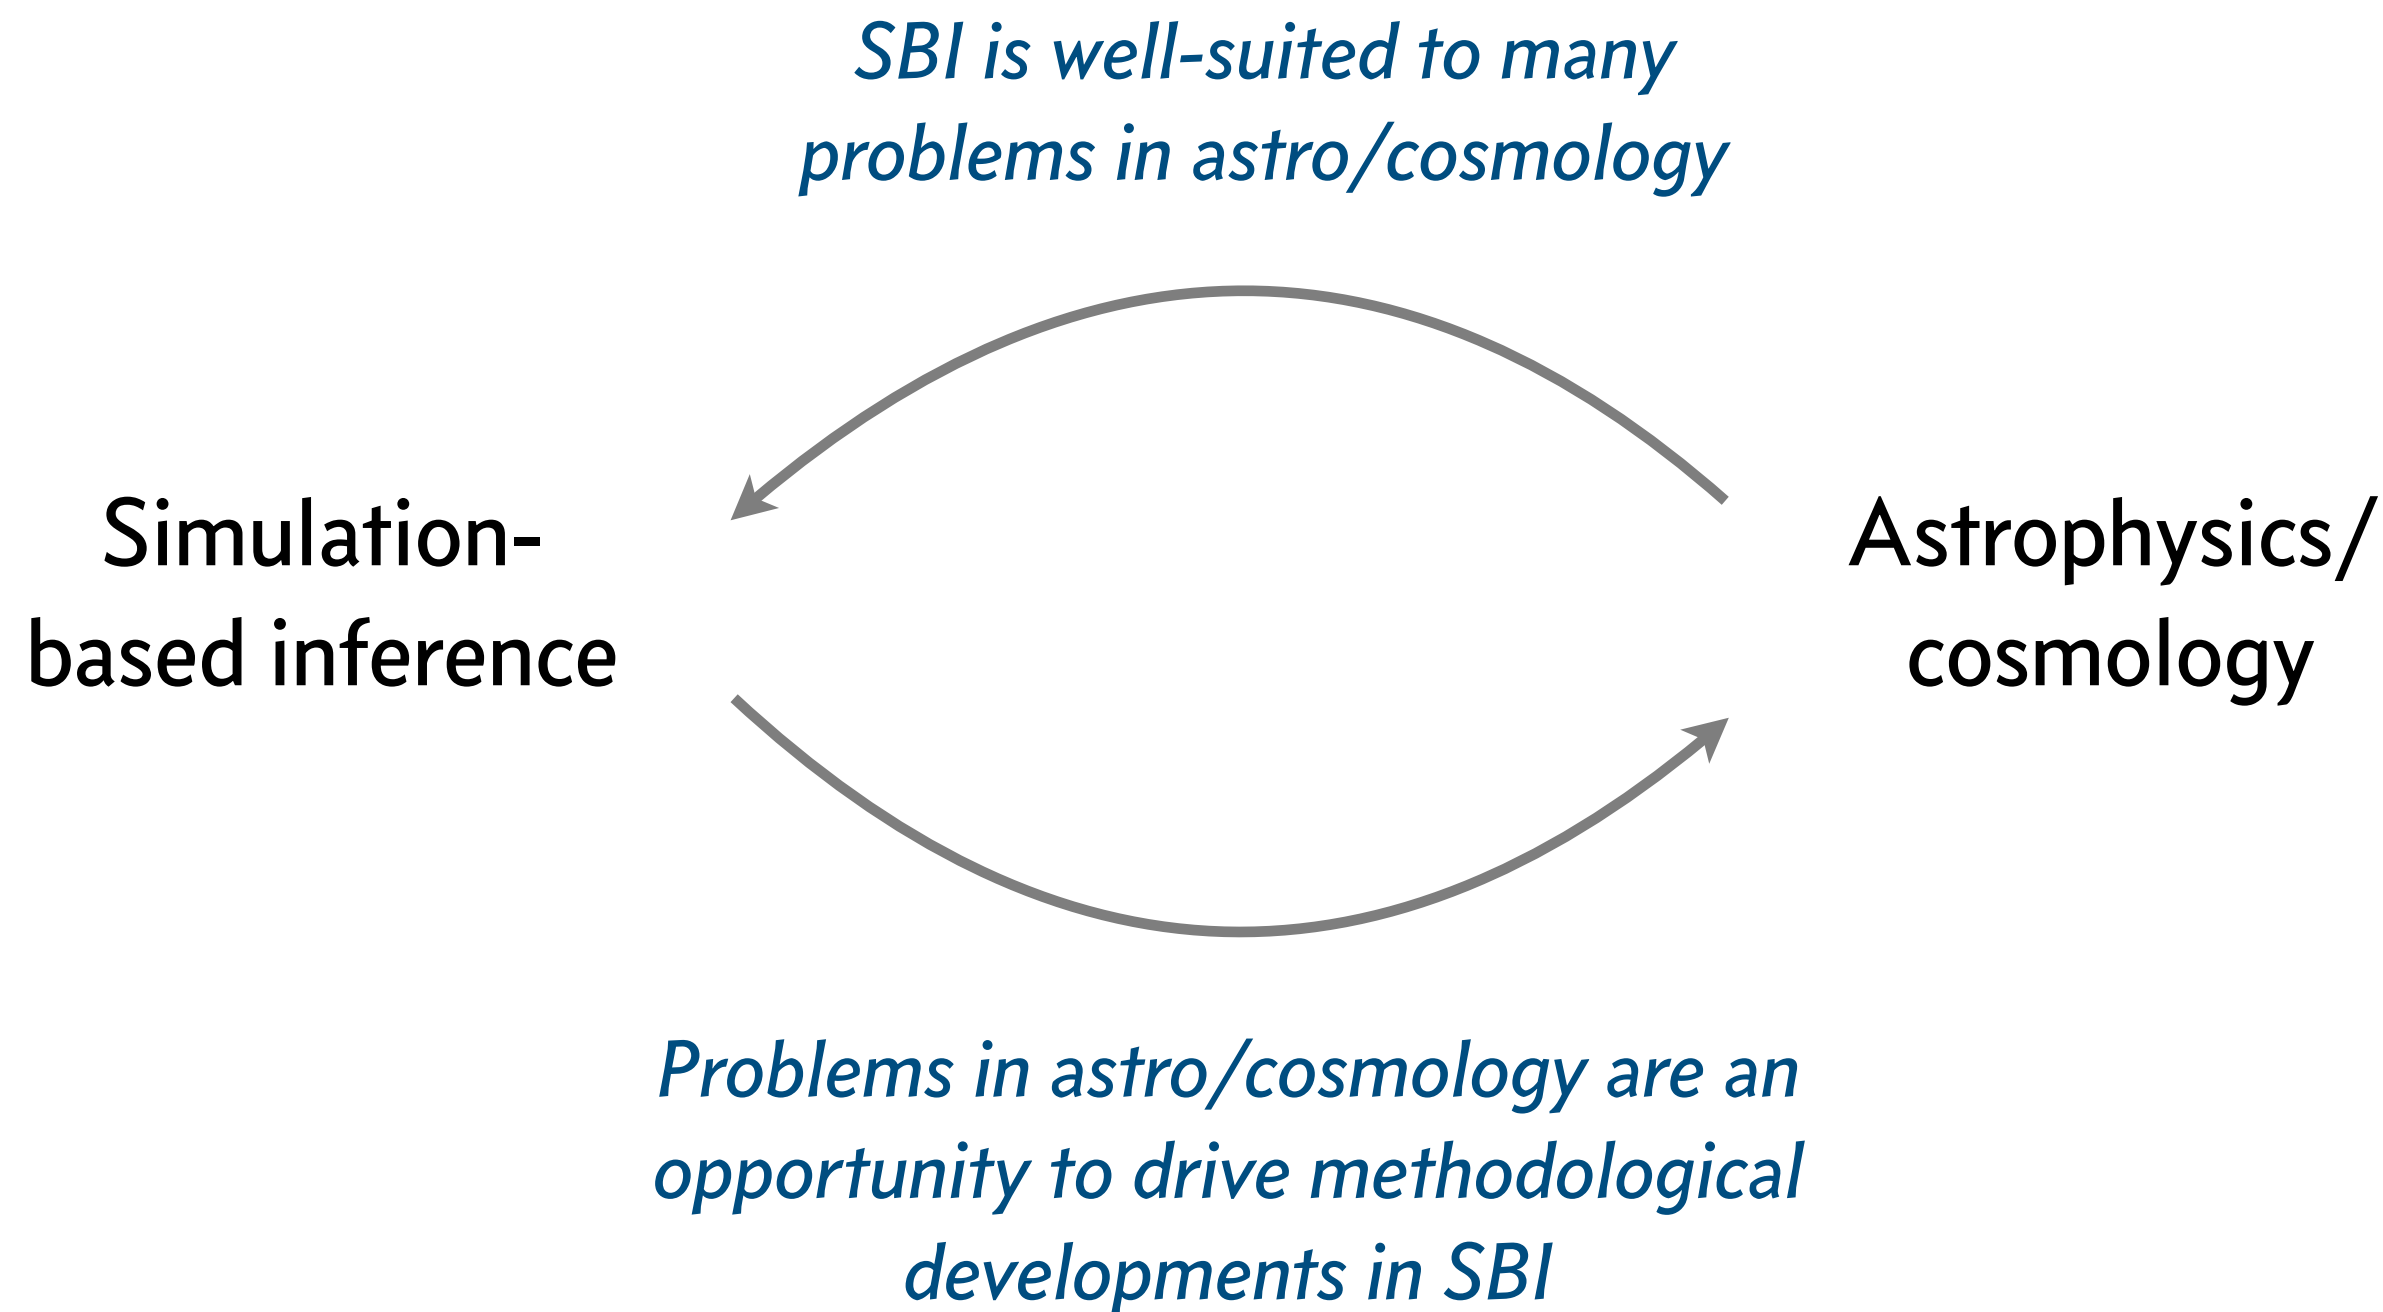 SBI is well-suited to many
problems in astro/cosmology
Simulation-
based inference
Astrophysics/
cosmology
Problems in astro/cosmology are an
opportunity to drive methodological
developments in SBI